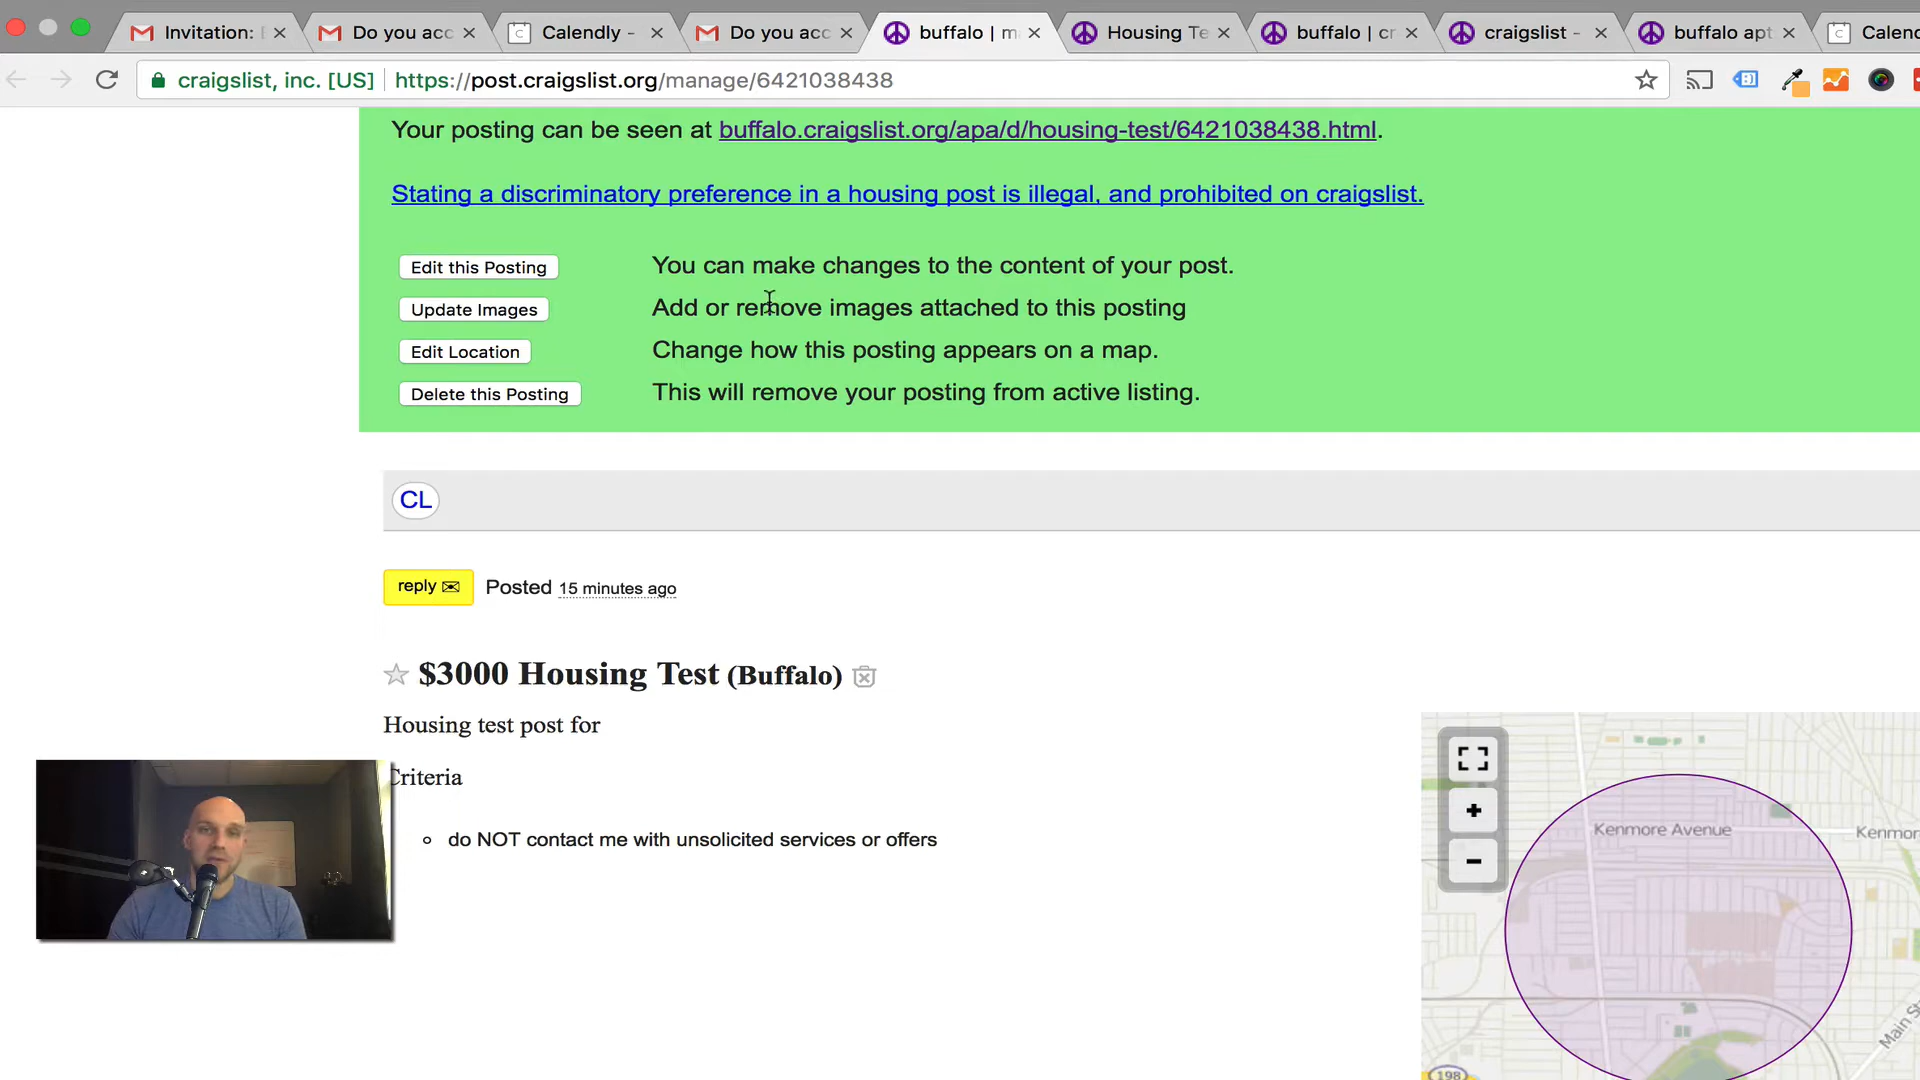 Invitation: E
Do you acc
Calendly -
Do you acc
buffalo | m
Housing Te
buffalo | cr
craigslist -
buffalo apt
Calend
craigslist, inc. [US] https://post.craigslist.org/manage/6421038438
Your posting can be seen at buffalo.craigslist.org/apa/d/housing-test/6421038438.html.
Stating a discriminatory preference in a housing post is illegal, and prohibited on craigslist.
Edit this Posting You can make changes to the content of your post.
Update Images Add or remove images attached to this posting
Edit Location Change how this posting appears on a map.
Delete this Posting This will remove your posting from active listing.
CL
reply Posted 15 minutes ago
$3000 Housing Test (Buffalo)
Housing test post for
Criteria
do NOT contact me with unsolicited services or offers
+
Kenmore Avenue
Kenmor
-
Main St
198